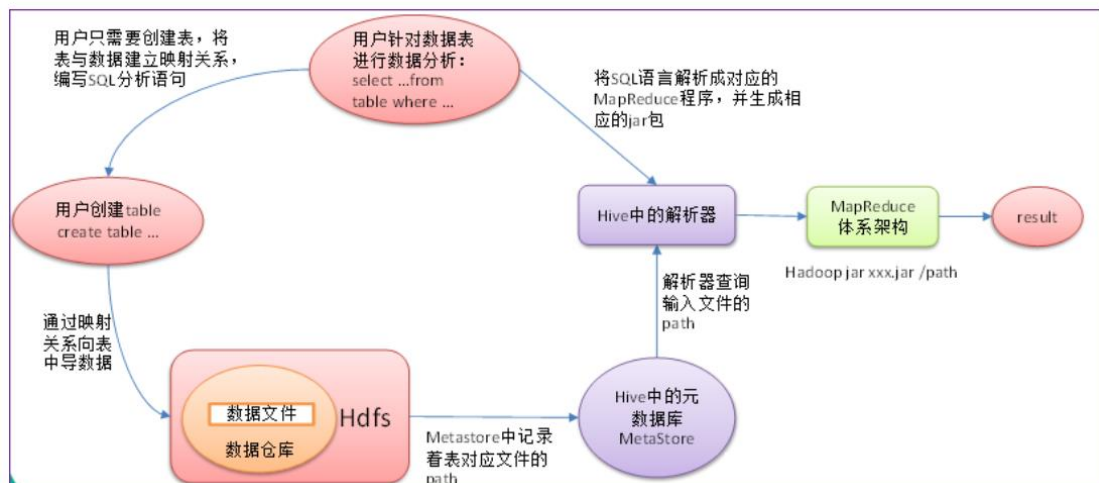 用户只需要创建表，将
表与数据建立映射关系，
编写SQL分析语句
用户针对数据表
进行数据分析：
select ...from
table where ...
将SQL语言解析成对应的
MapReduce程序，并生成相
应的jar包
用户创建table
create table ...
Hive中的解析器
MapReduce
体系架构
result
Hadoop jar xxx.jar /path
解析器查询
输入文件的
path
通过映射
关系向表
中导数据
数据文件
数据仓库
Hdfs
Metastore中记录
着表对应文件的
path
Hive中的元
数据库
MetaStore